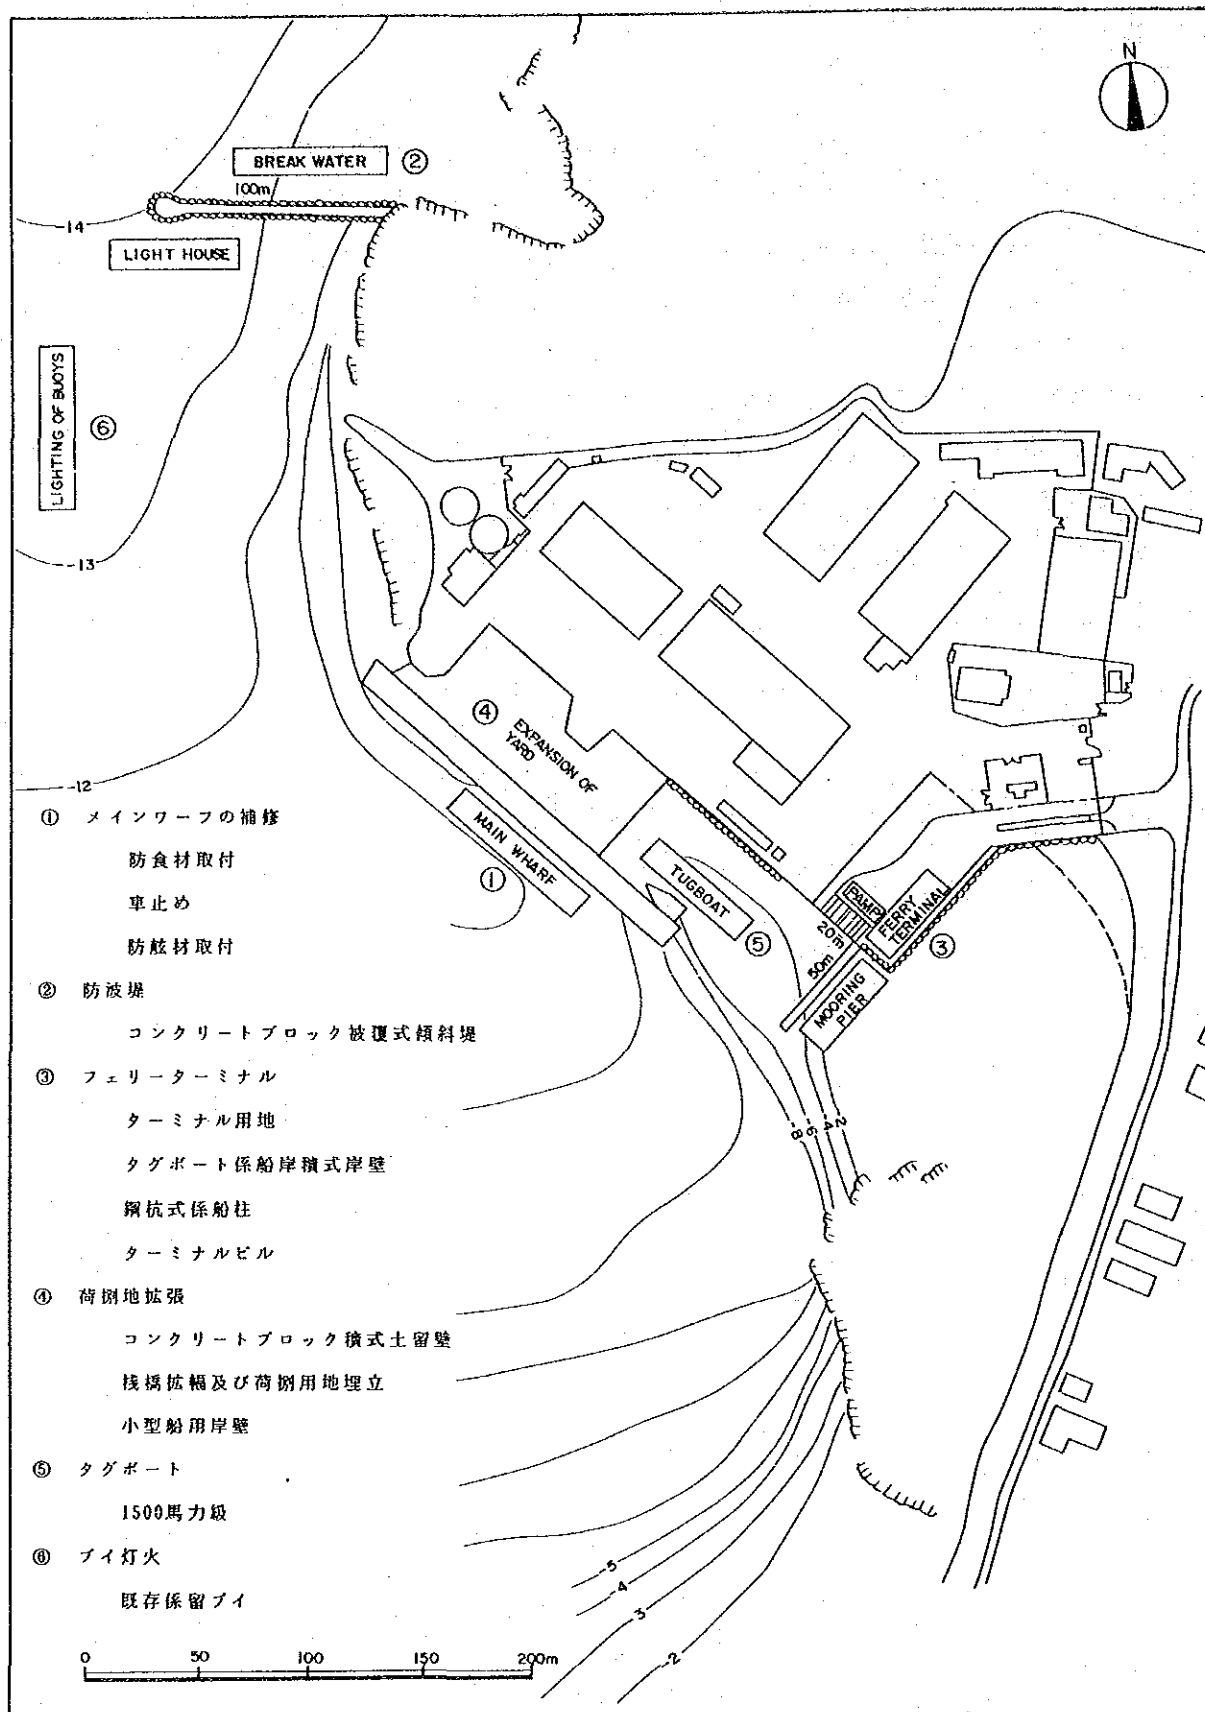 N
BREAK WATER ②
100m
-14
LIGHT HOUSE
LIGHTING OF BUOYS ⑥
-13
④ EXPANSION OF
YARD
-12
MAIN WHARF
①
TUGBOAT
⑤
PAMP
FERRY
TERMINAL
③
20m
50m
MOORING
PIER
-8
-6
-4
-2
① メインワーフの補修
防食材取付
車止め
防舷材取付
② 防波堤
コンクリートブロック被覆式傾斜堤
③ フェリーターミナル
ターミナル用地
タグボート係船岸積式岸壁
鋼杭式係船柱
ターミナルビル
④ 荷捌地拡張
コンクリートブロック積式土留壁
桟橋拡幅及び荷捌用地埋立
小型船用岸壁
⑤ タグボート
1500馬力級
⑥ ブイ灯火
既存係留ブイ
-5
-4
-3
-2
0 50 100 150 200m